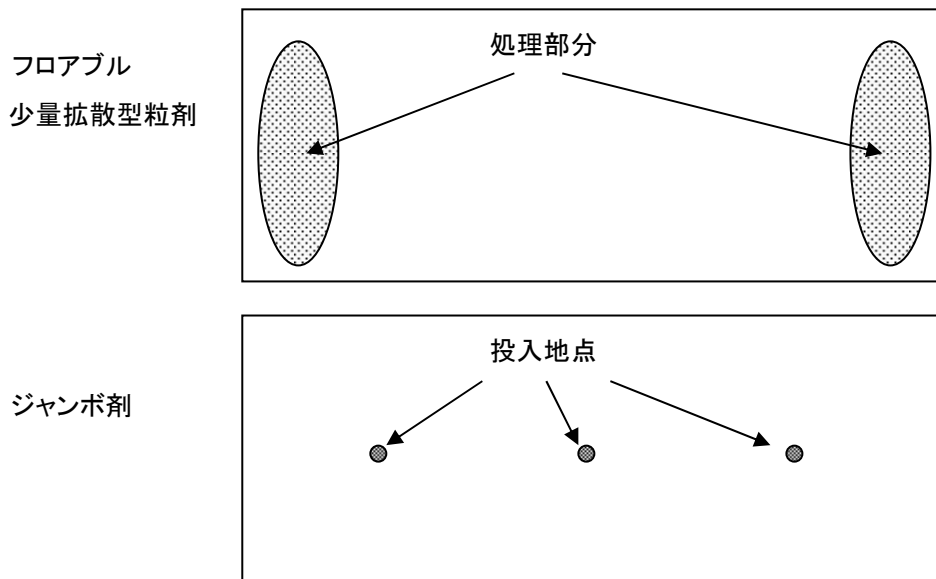 フロアブル
少量拡散型粒剤
処理部分
ジャンボ剤
投入地点